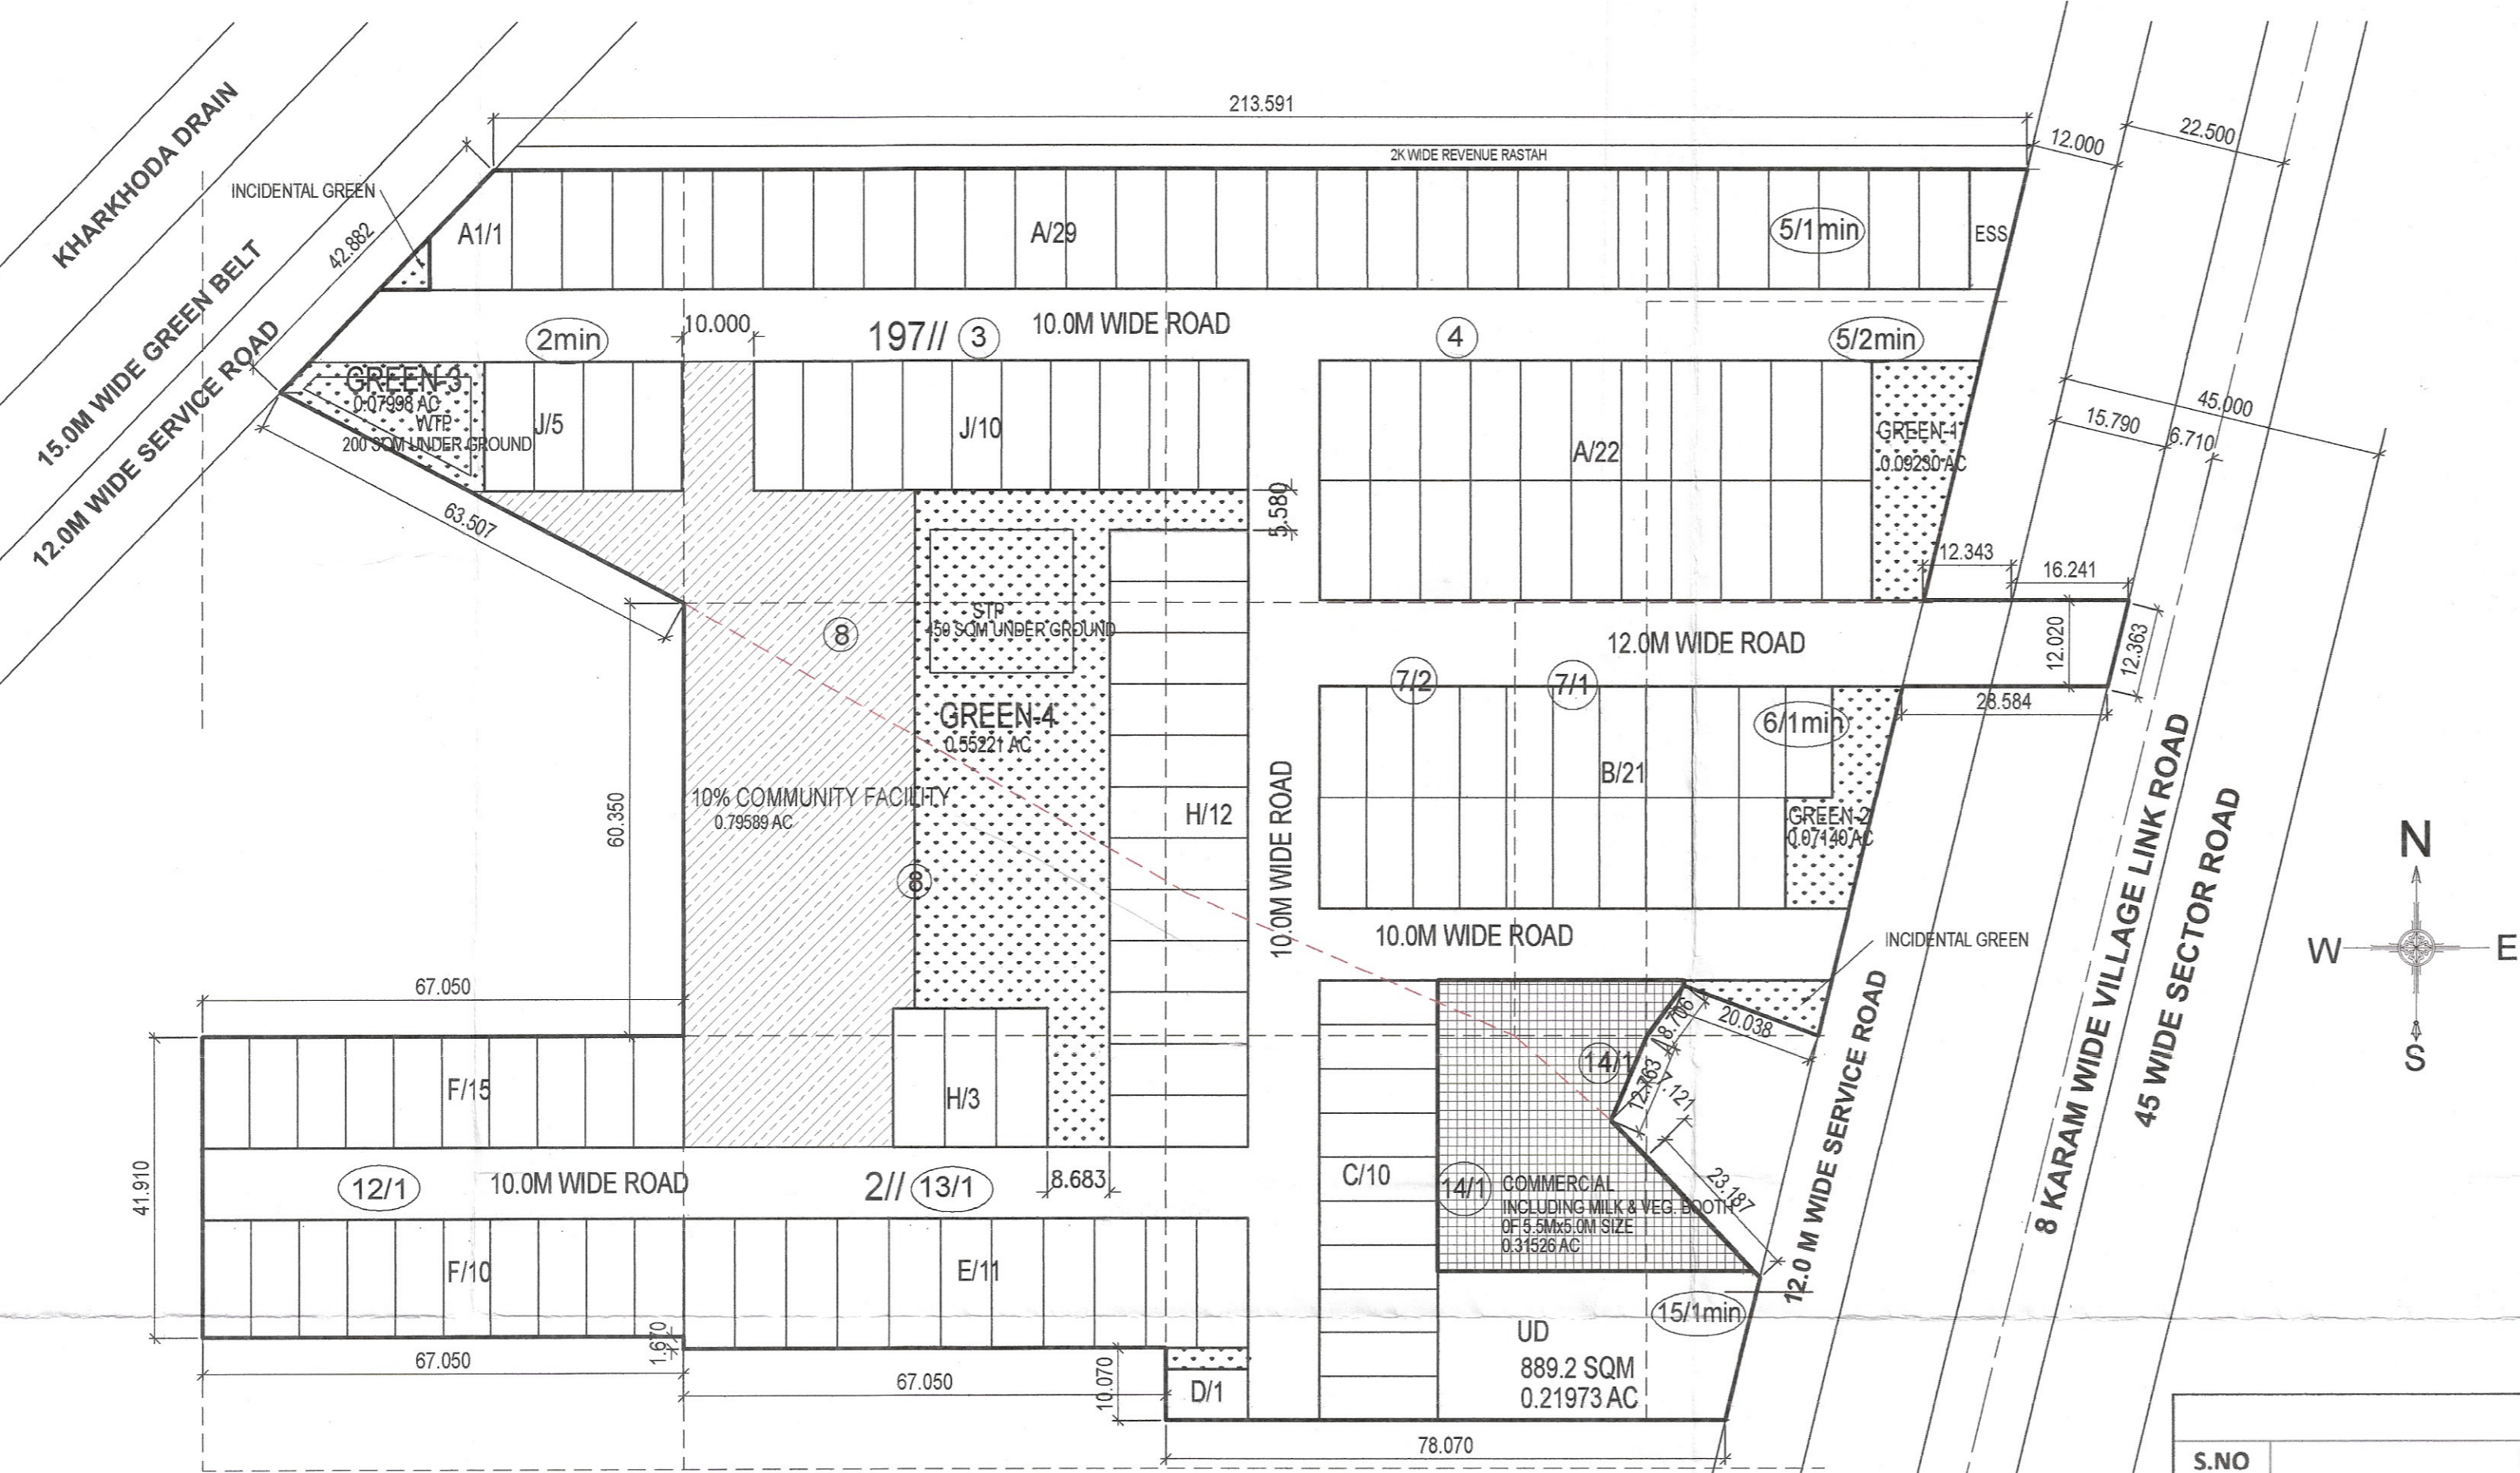 213.591
2K WIDE REVENUE RASTAH
12.000
22.500
KHARKHODA DRAIN
INCIDENTAL GREEN
42.882
A1/1
A/29
5/1min
ESS
15.0M WIDE GREEN BELT
12.0M WIDE SERVICE ROAD
2min
10.000
197// 3
10.0M WIDE ROAD
4
5/2min
GREEN-3
0.07998 AC
WTP
200 SQM UNDER GROUND
J/5
J/10
A/22
GREEN-1
0.09230 AC
45.000
15.790
6.710
63.507
5.580
12.343
16.241
STP
450 SQM UNDER GROUND
8
12.0M WIDE ROAD
12.020
12.363
7/2
7/1
6/1min
28.584
GREEN-4
0.55221 AC
B/21
10% COMMUNITY FACILITY
0.79589 AC
60.350
H/12
10.0M WIDE ROAD
GREEN-2
0.07140 AC
8
10.0M WIDE ROAD
INCIDENTAL GREEN
N
W
E
S
8 KARAM WIDE VILLAGE LINK ROAD
45 WIDE SECTOR ROAD
67.050
8.706
20.038
14/1
12.763
7.121
F/15
H/3
12.0 M WIDE SERVICE ROAD
41.910
12/1
10.0M WIDE ROAD
2// 13/1
8.683
C/10
14/1
COMMERCIAL
INCLUDING MILK & VEG. BOOTH
0F 5.5Mx5.0M SIZE
0.31526 AC
23.187
F/10
E/11
15/1min
UD
889.2 SQM
0.21973 AC
1.670
67.050
67.050
10.070
D/1
78.070
S.NO